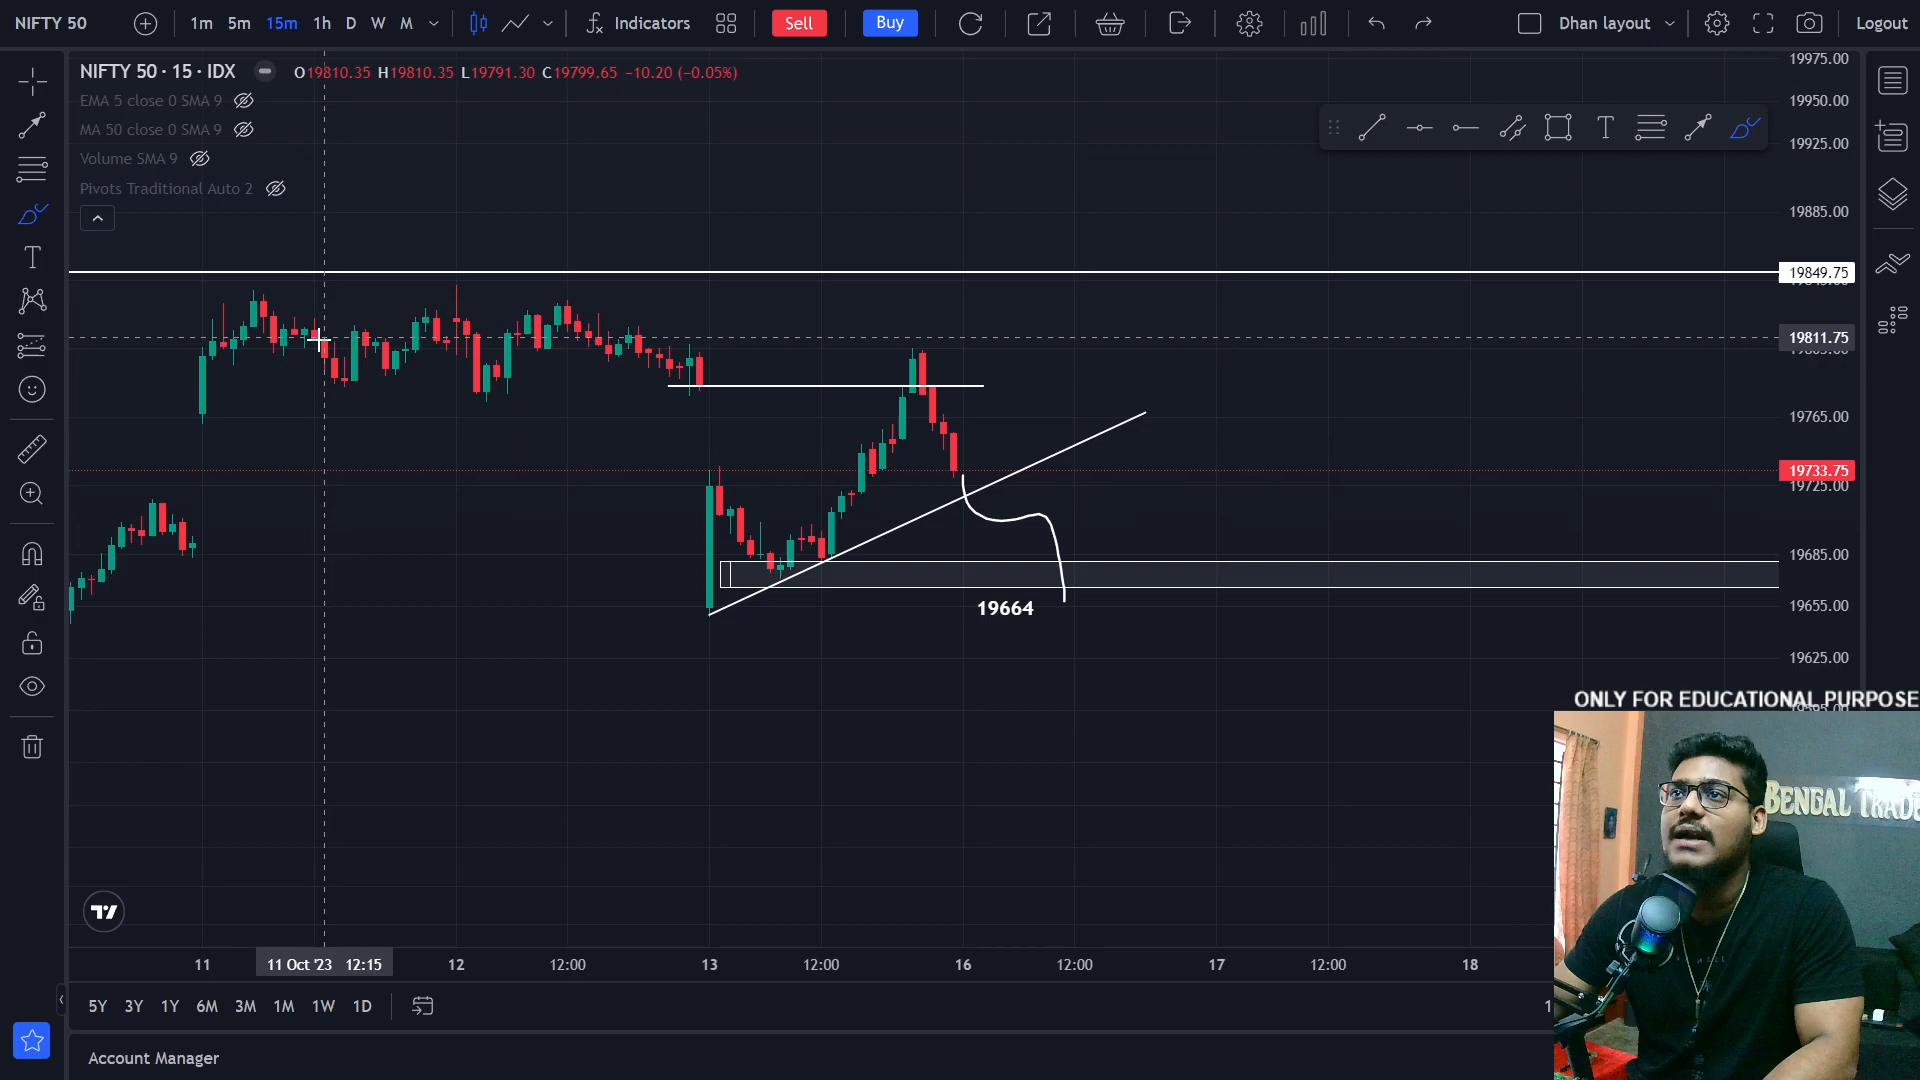 NIFTY 50
1m 5m 15m 1h D W M
Indicators
Sell
Buy
Dhan layout
Logout
NIFTY 50 · 15 · IDX
O19810.35 H19810.35 L19791.30 C19799.65 −10.20 (−0.05%)
EMA 5 close 0 SMA 9
MA 50 close 0 SMA 9
Volume SMA 9
Pivots Traditional Auto 2
T
T
19975.00
19950.00
19925.00
19885.00
19849.75
19811.75
19765.00
19733.75
19725.00
19685.00
19655.00
19625.00
19664
ONLY FOR EDUCATIONAL PURPOSE
BENGAL TRADE
11
11 Oct '23 12:15
12
12:00
13
12:00
16
12:00
17
12:00
18
5Y 3Y 1Y 6M 3M 1M 1W 1D
Account Manager